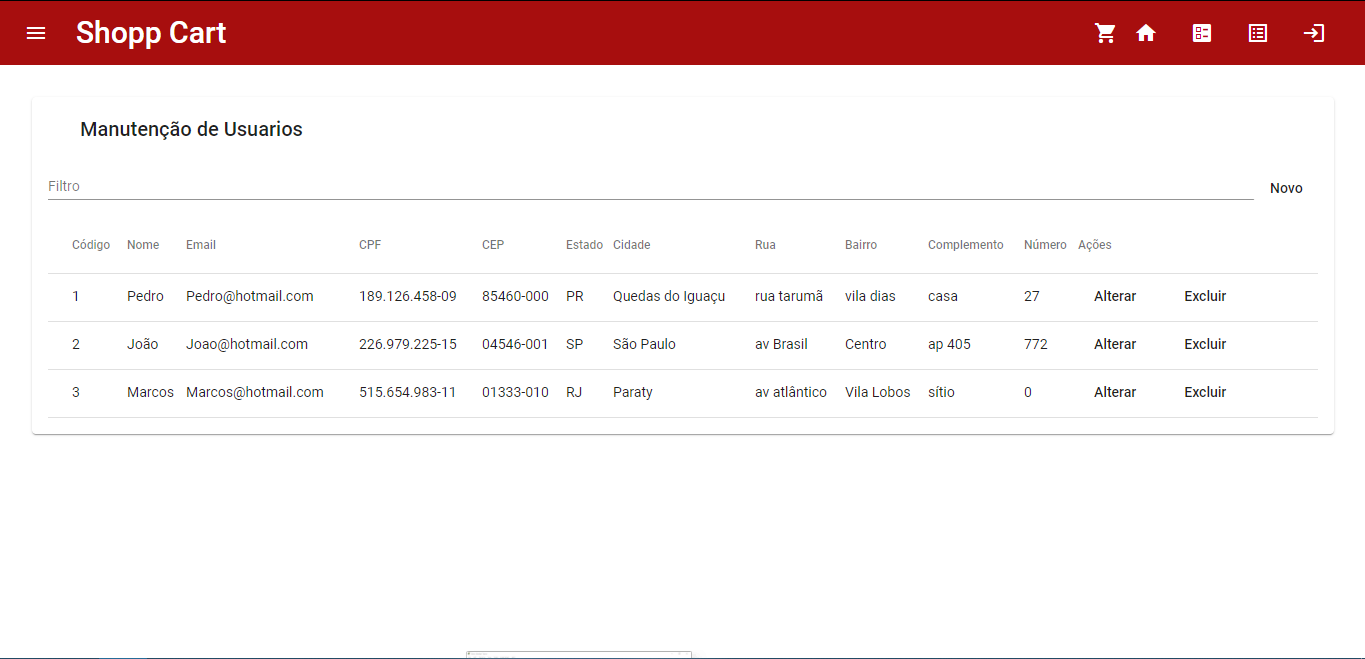 Shopp Cart
Manutenção de Usuarios
Filtro
Novo
Código Nome Email CPF CEP Estado Cidade Rua Bairro Complemento Número Ações
1 Pedro Pedro@hotmail.com 189.126.458-09 85460-000 PR Quedas do Iguaçu rua tarumã vila dias casa 27 Alterar Excluir
2 João Joao@hotmail.com 226.979.225-15 04546-001 SP São Paulo av Brasil Centro ap 405 772 Alterar Excluir
3 Marcos Marcos@hotmail.com 515.654.983-11 01333-010 RJ Paraty av atlântico Vila Lobos sítio 0 Alterar Excluir